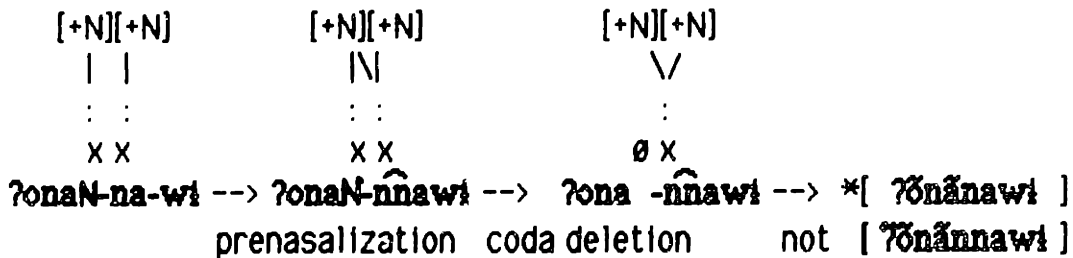 [+N][+N] [+N][+N] [+N][+N]
| | |\| \/
: : : : :
X X X X ø X
ʔonaN-na-wɨ --> ʔonaN-n͡nawɨ --> ʔona -n͡nawɨ --> *[ ʔõnãnawɨ ]
prenasalization coda deletion not [ ʔõnãnnawɨ ]